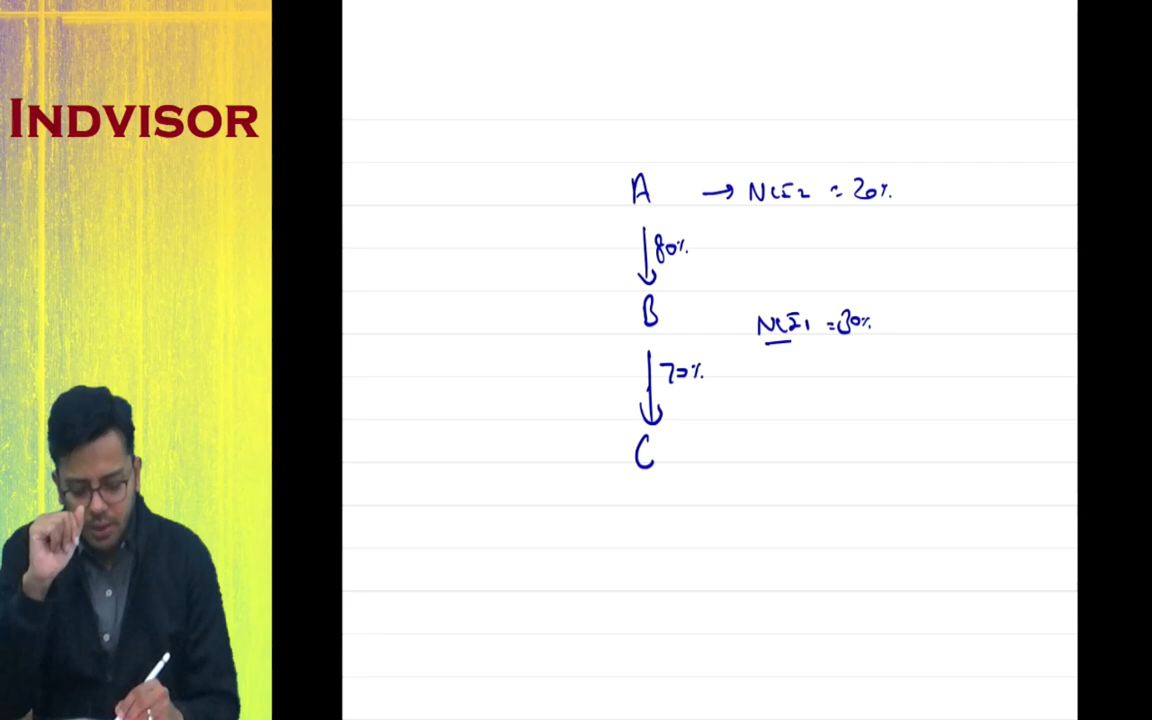 INDVISOR
A → NCI2 = 20%
↓ 80%
B
NCI1 = 30%
↓ 70%
C